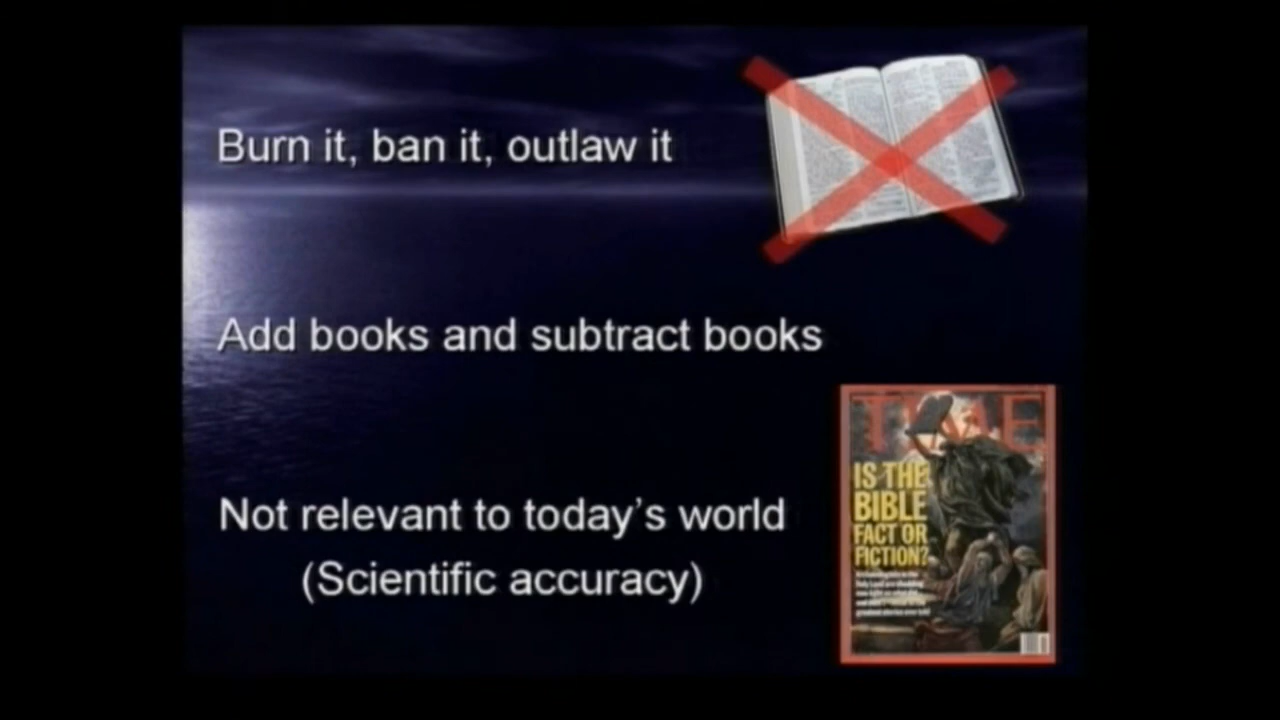 Burn it, ban it, outlaw it
Add books and subtract books
Not relevant to today's world
(Scientific accuracy)
TIME
IS THE
BIBLE
FACT OR
FICTION?